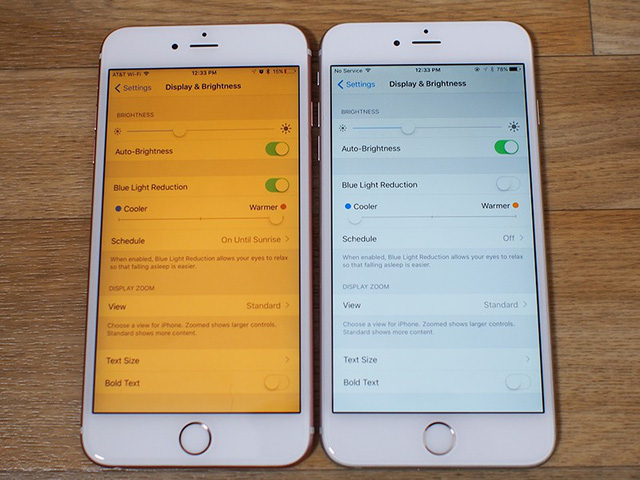 AT&T Wi-Fi 12:33 PM 15%
Settings Display & Brightness
BRIGHTNESS
Auto-Brightness
Blue Light Reduction
Cooler Warmer
Schedule On Until Sunrise
When enabled, Blue Light Reduction allows your eyes to relax
so that falling asleep is easier.
DISPLAY ZOOM
View Standard
Choose a view for iPhone. Zoomed shows larger controls.
Standard shows more content.
Text Size
Bold Text
No Service 12:33 PM 78%
Settings Display & Brightness
BRIGHTNESS
Auto-Brightness
Blue Light Reduction
Cooler Warmer
Schedule Off
When enabled, Blue Light Reduction allows your eyes to relax
so that falling asleep is easier.
DISPLAY ZOOM
View Standard
Choose a view for iPhone. Zoomed shows larger controls.
Standard shows more content.
Text Size
Bold Text